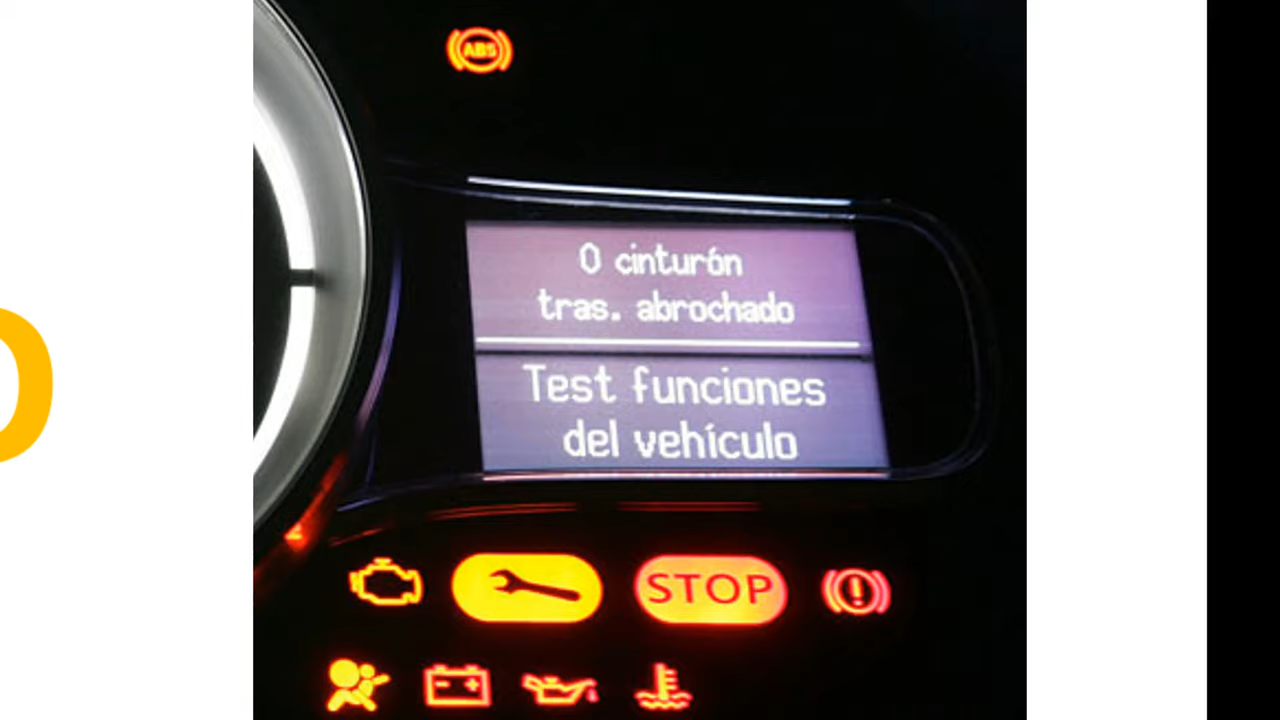 ABS
0 cinturón
tras. abrochado
Test funciones
del vehículo
STOP